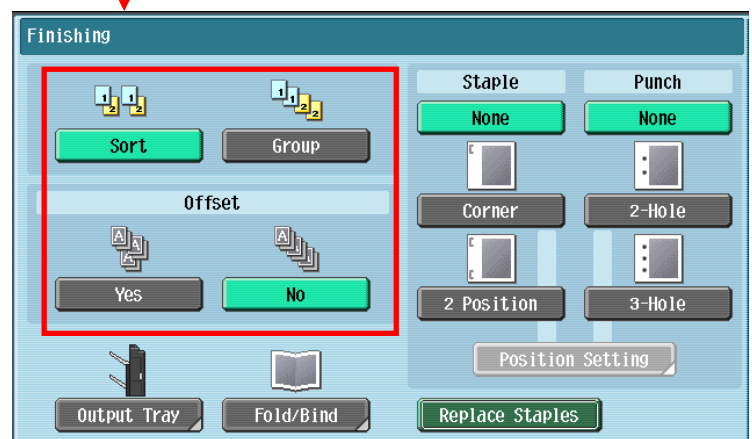 Finishing
Sort
Group
Offset
Yes
No
Output Tray
Fold/Bind
Staple
Punch
None
None
Corner
2-Hole
2 Position
3-Hole
Position Setting
Replace Staples